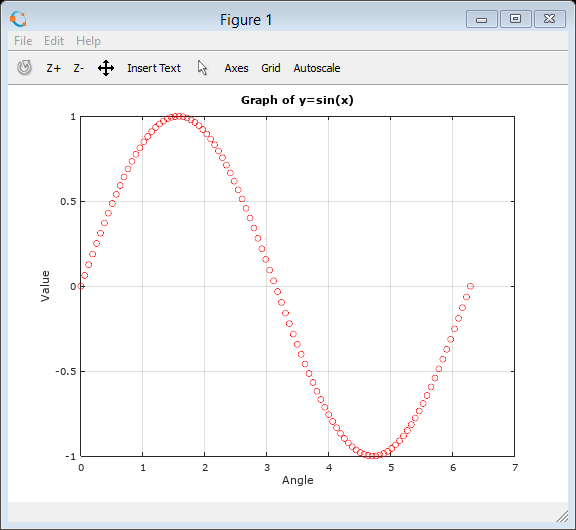 Figure 1
File Edit Help
Z+ Z- Insert Text Axes Grid Autoscale
Graph of y=sin(x)
1
0.5
0
-0.5
-1
Value
0 1 2 3 4 5 6 7
Angle